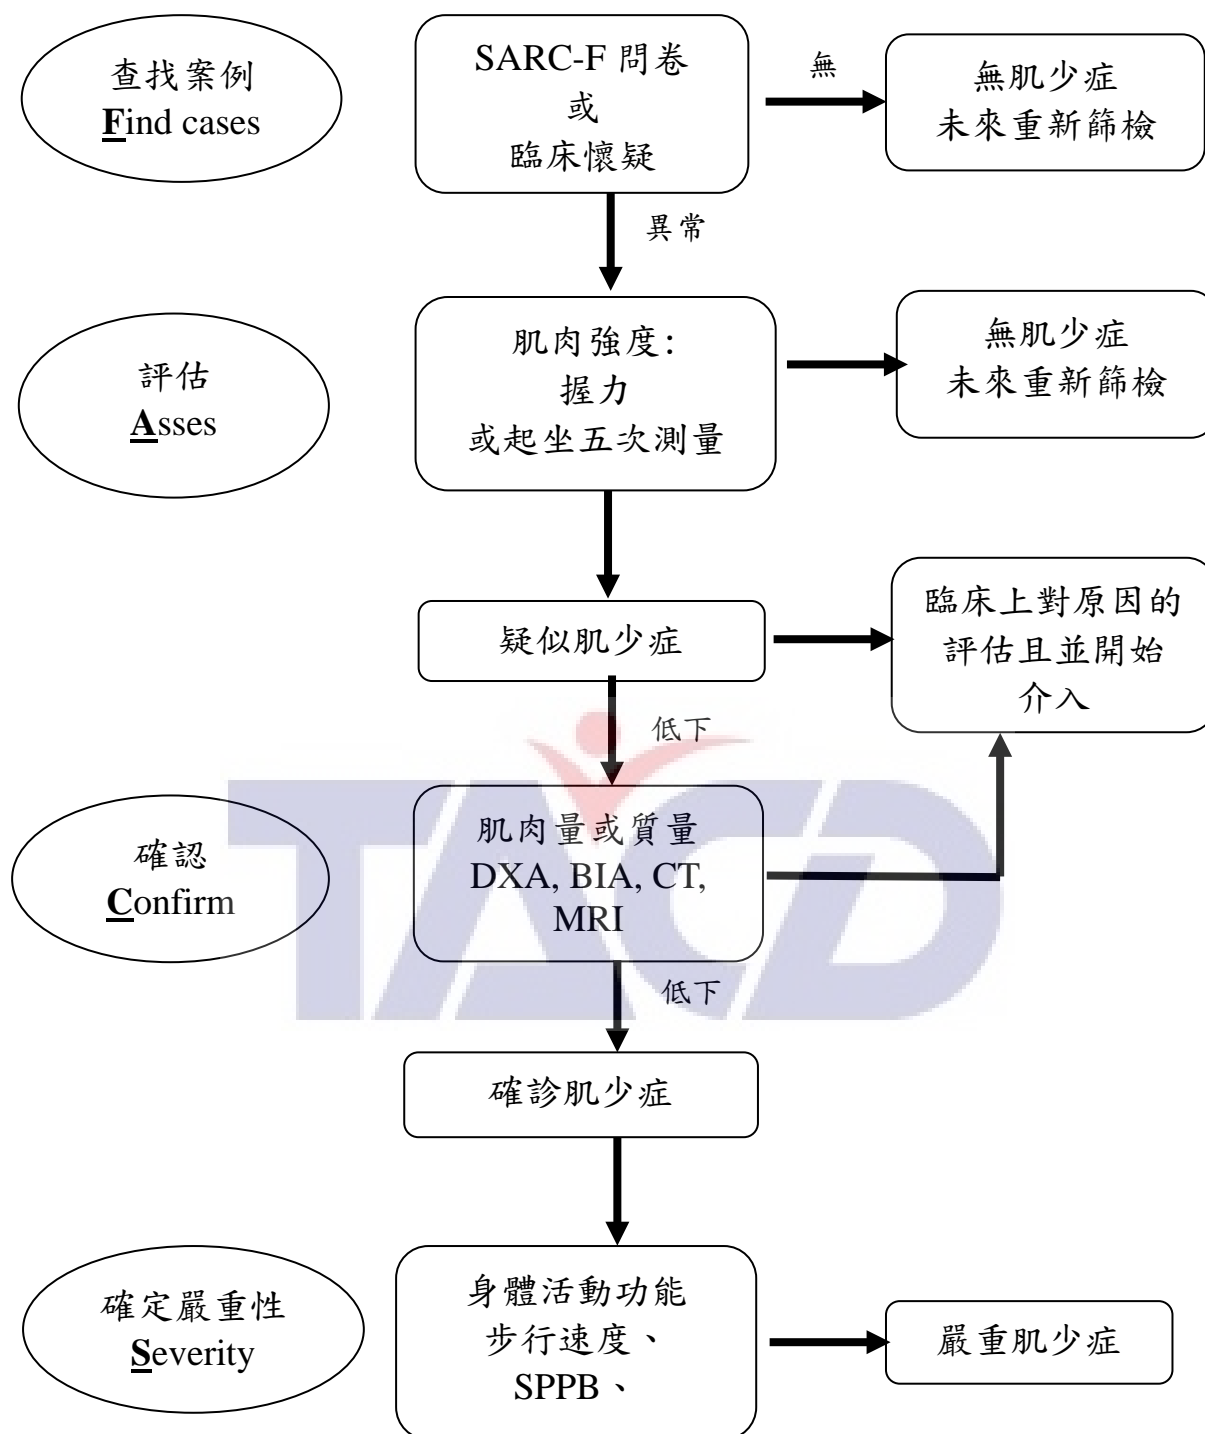 查找案例
Find cases
SARC-F 問卷
或
臨床懷疑
無
無肌少症
未來重新篩檢
異常
評估
Asses
肌肉強度:
握力
或起坐五次測量
無肌少症
未來重新篩檢
疑似肌少症
臨床上對原因的
評估且並開始
介入
低下
確認
Confirm
肌肉量或質量
DXA, BIA, CT,
MRI
TACD
低下
確診肌少症
確定嚴重性
Severity
身體活動功能
步行速度、
SPPB、
嚴重肌少症